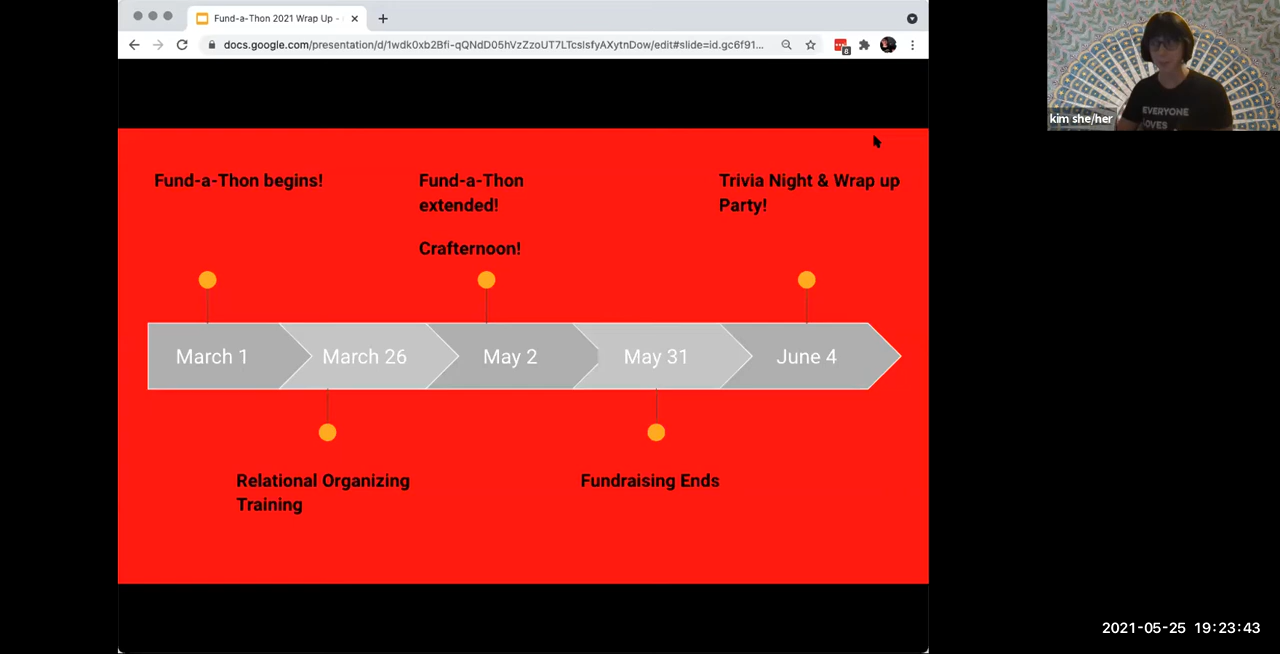 Fund-a-Thon 2021 Wrap Up -
docs.google.com/presentation/d/1wdk0xb2Bfi-qQNdD05hVzZzoUT7LTcslsfyAXytnDow/edit#slide=id.gc6f91...
8
kim she/her
EVERYONE
LOVES
Fund-a-Thon begins!
Fund-a-Thon
extended!
Crafternoon!
Trivia Night & Wrap up
Party!
March 1
March 26
May 2
May 31
June 4
Relational Organizing
Training
Fundraising Ends
2021-05-25 19:23:43